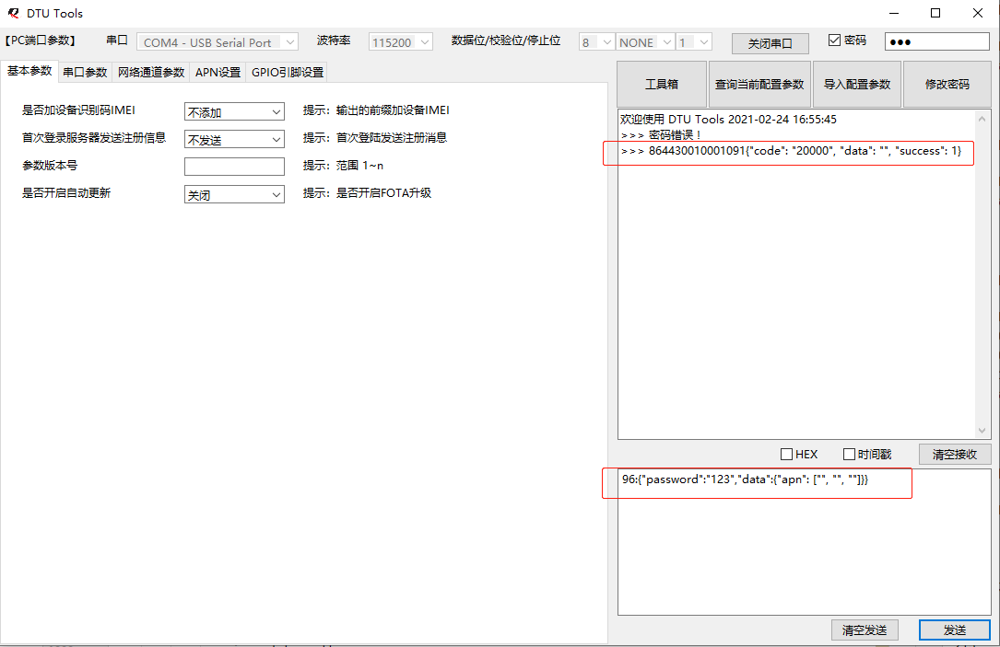 DTU Tools
【PC端口参数】 串口 COM4 - USB Serial Port 波特率 115200 数据位/校验位/停止位 8 NONE 1 关闭串口 密码 ●●●
基本参数 串口参数 网络通道参数 APN设置 GPIO引脚设置
工具箱 查询当前配置参数 导入配置参数 修改密码
是否加设备识别码IMEI 不添加 提示：输出的前缀加设备IMEI
首次登录服务器发送注册信息 不发送 提示：首次登陆发送注册消息
参数版本号 提示：范围 1~n
是否开启自动更新 关闭 提示：是否开启FOTA升级
欢迎使用 DTU Tools 2021-02-24 16:55:45
>>> 密码错误！
>>> 864430010001091{"code": "20000", "data": "", "success": 1}
HEX 时间戳 清空接收
96:{"password":"123","data":{"apn": ["", "", ""]}}
清空发送 发送